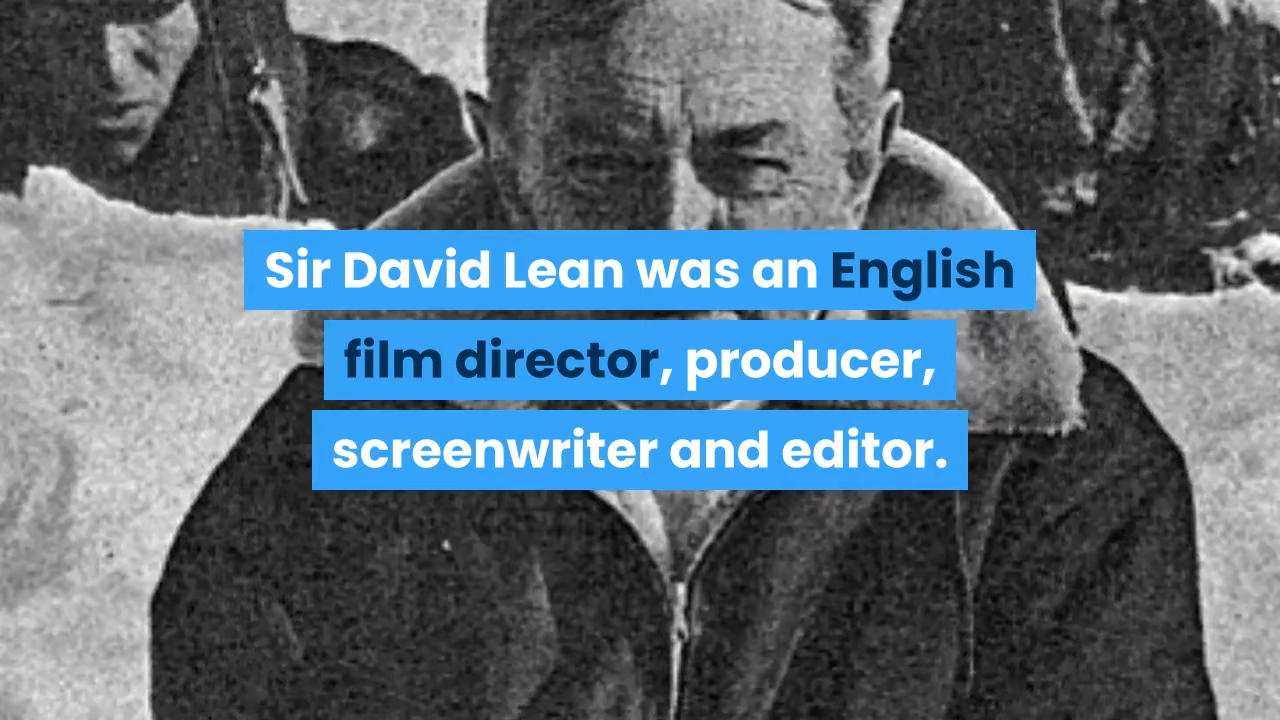 Sir David Lean was an English
film director, producer,
screenwriter and editor.